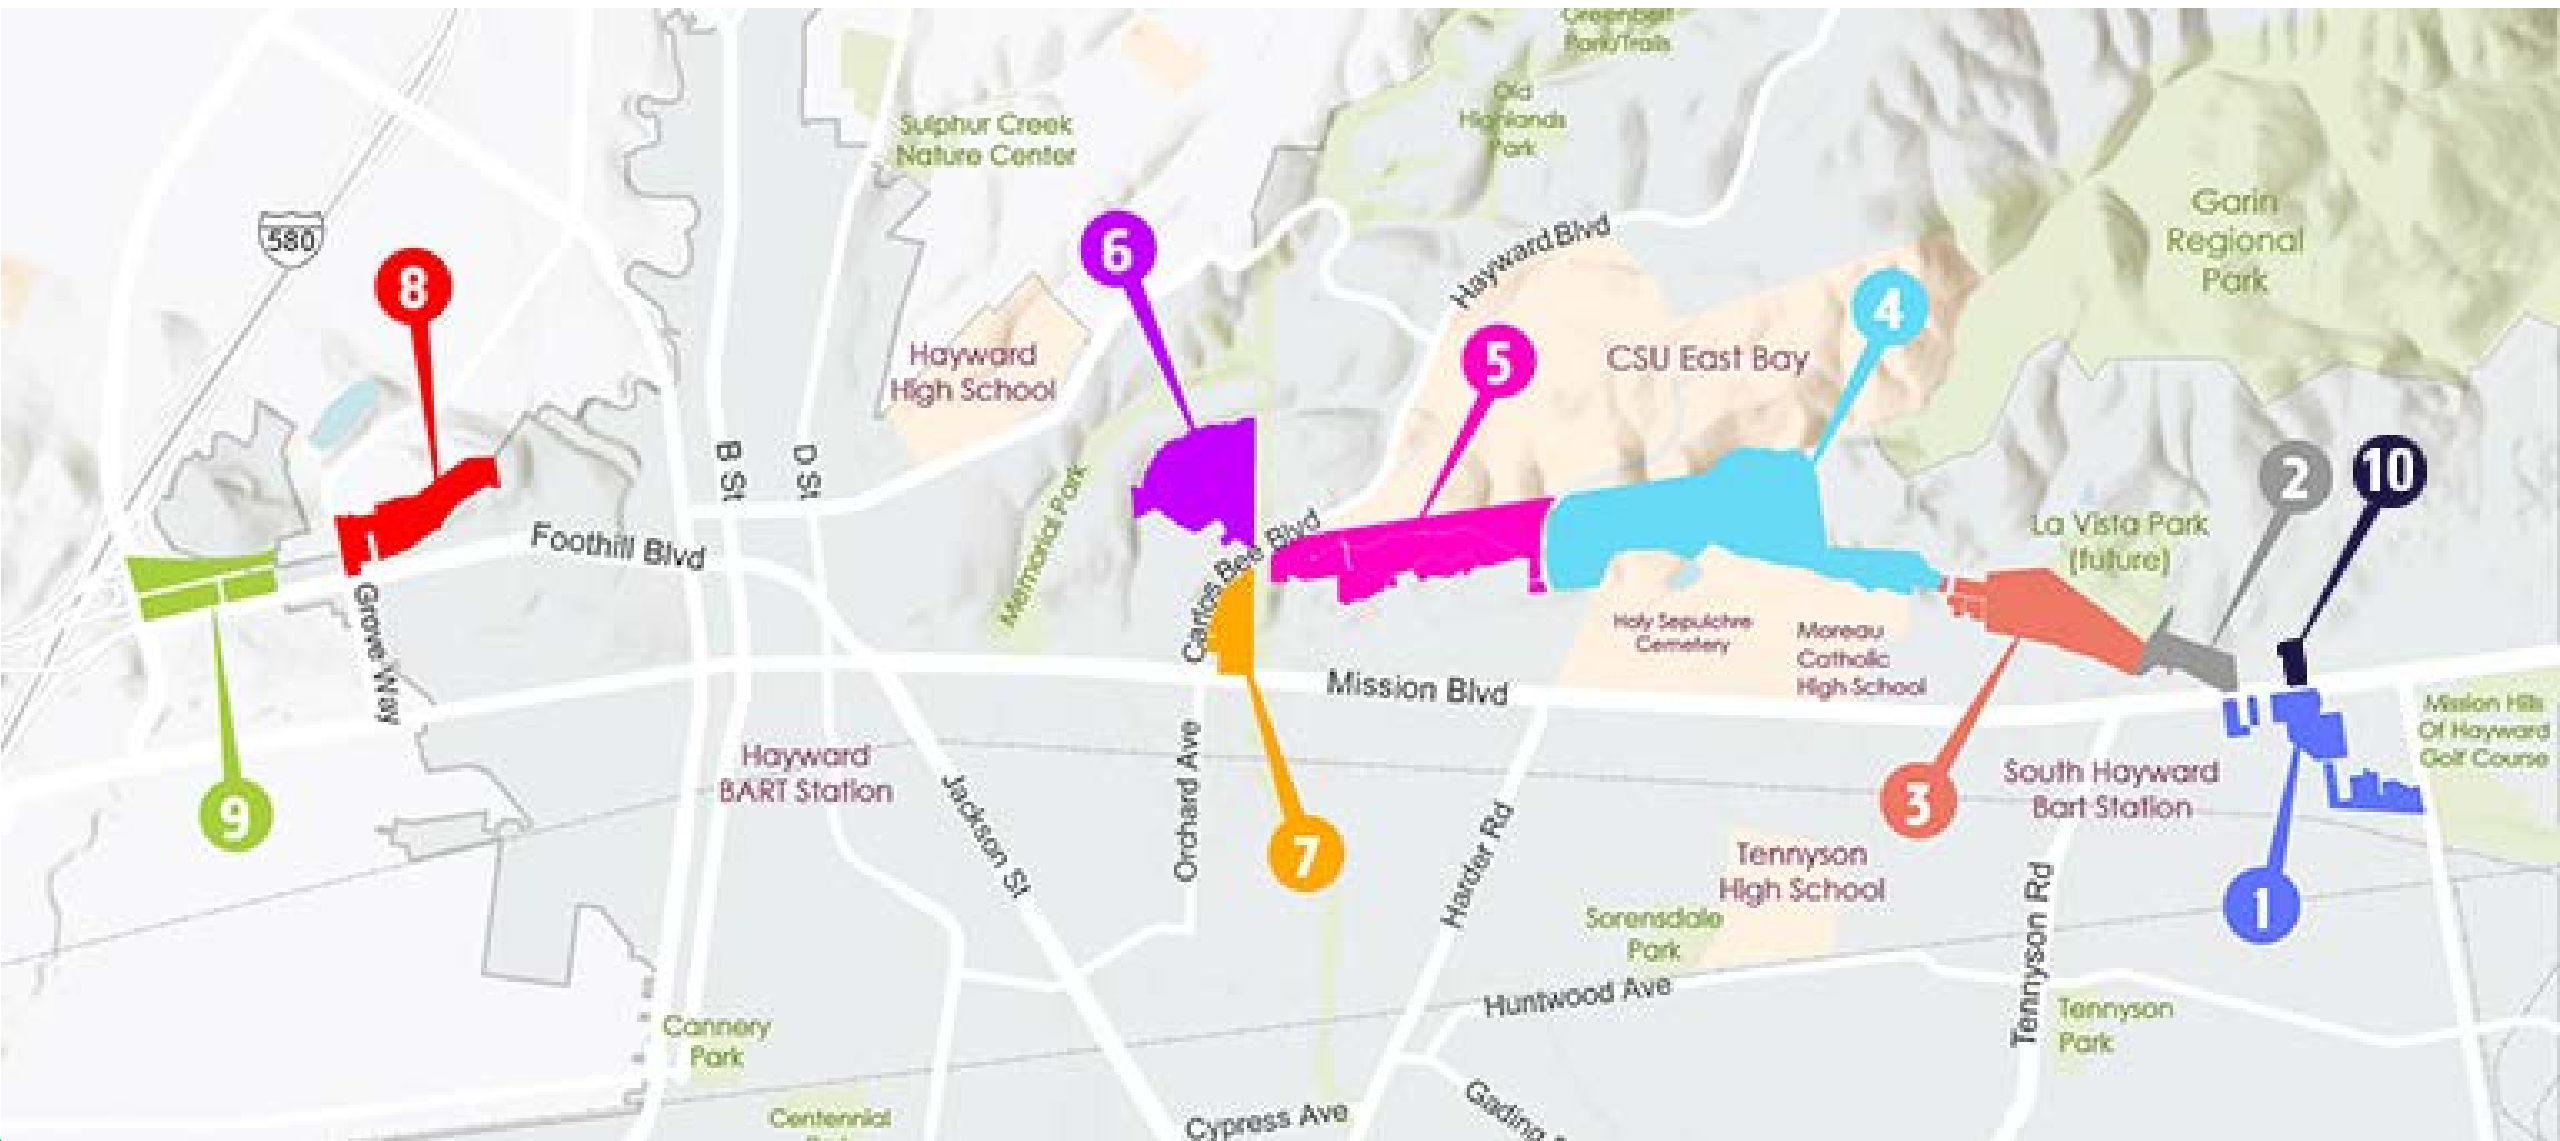 Greenbelt
Park/Trails
Old
Highlands
Park
Sulphur Creek
Nature Center
Garin
Regional
Park
580
8
6
Hayward Blvd
4
5
CSU East Bay
Hayward
High School
2
10
B St
D St
Memorial Park
La Vista Park
(future)
Foothill Blvd
Carlos Bee Blvd
Grove Way
Holy Sepulchre
Cemetery
Moreau
Catholic
High School
Mission Blvd
Mission Hills
Of Hayward
Golf Course
Hayward
BART Station
South Hayward
Bart Station
3
9
7
1
Jackson St
Orchard Ave
Harder Rd
Tennyson
High School
Sorensdale
Park
Tennyson Rd
Huntwood Ave
Tennyson
Park
Cannery
Park
Centennial
Cypress Ave
Gading